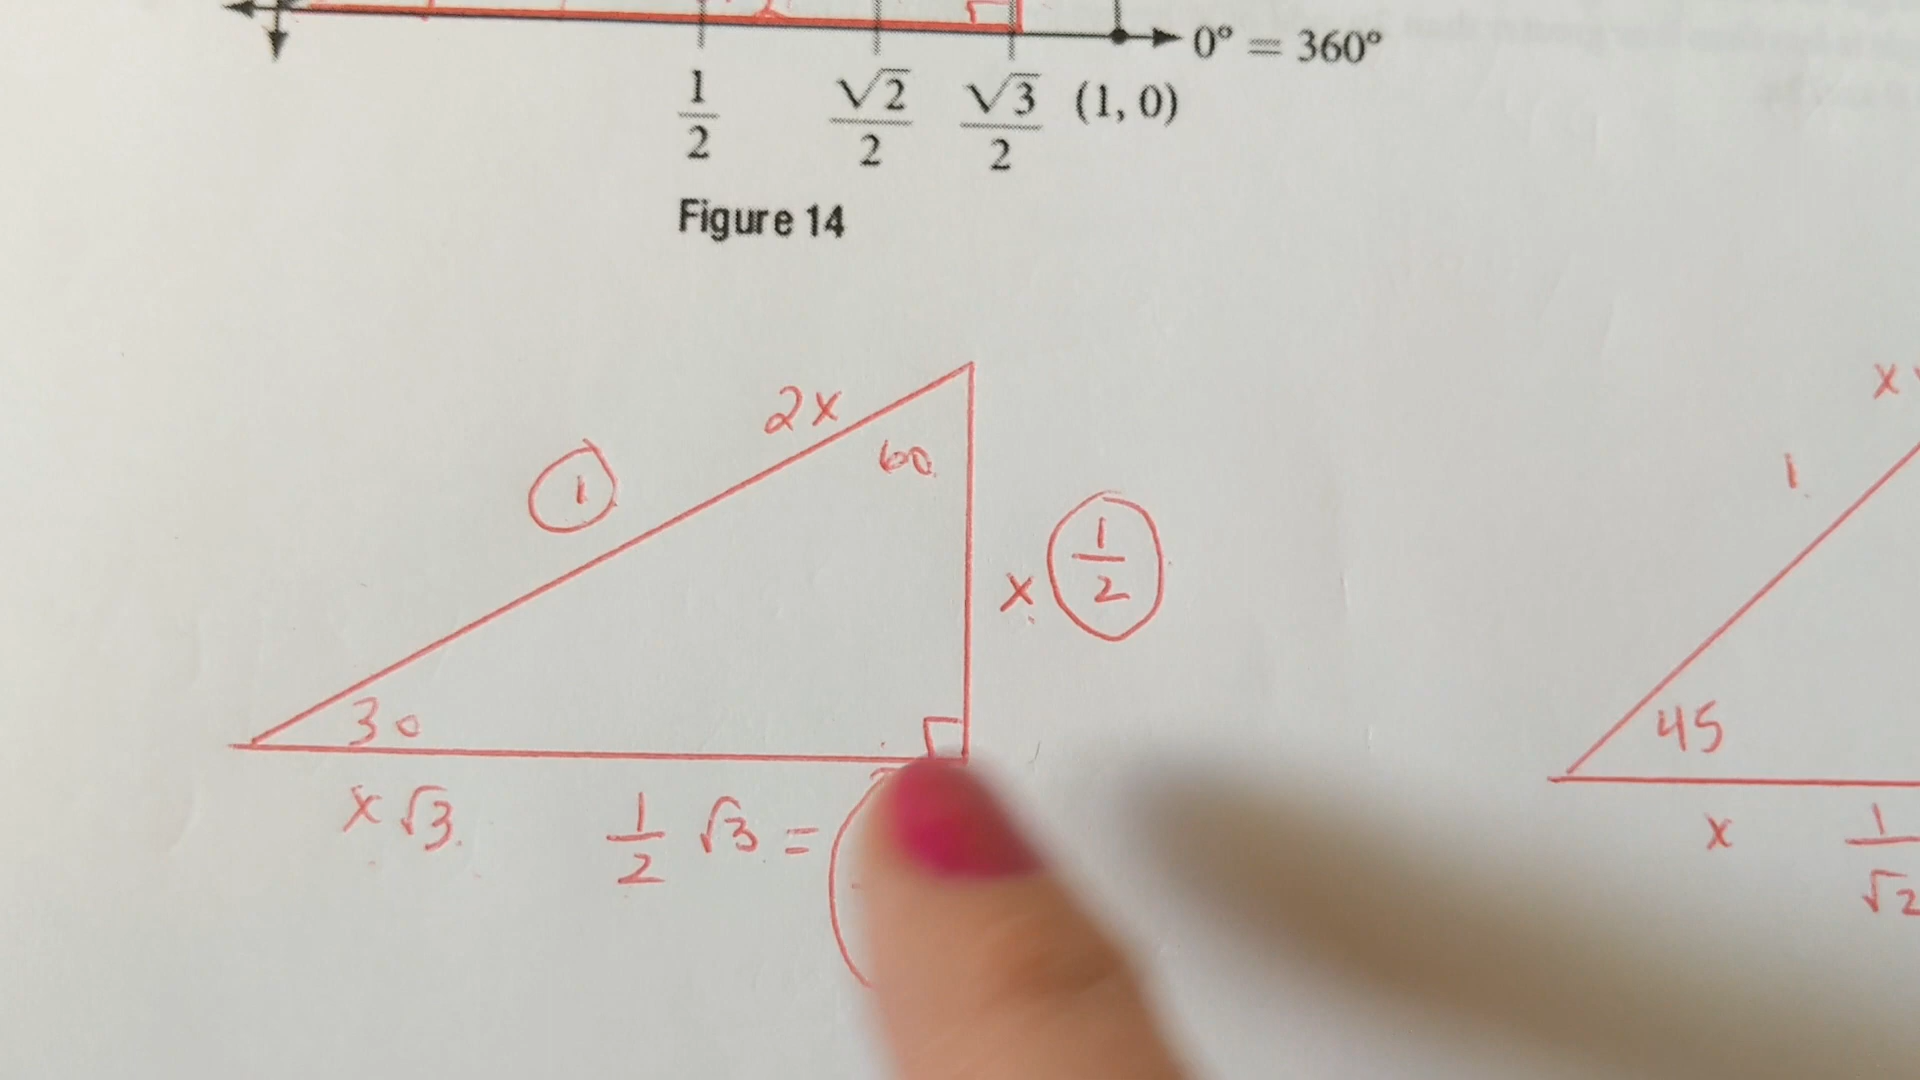 0° = 360°
1/2 √2/2 √3/2 (1, 0)
Figure 14
2x
60
1
x 1/2
30
x√3 1/2 √3 =
x
1
45
x 1/√2